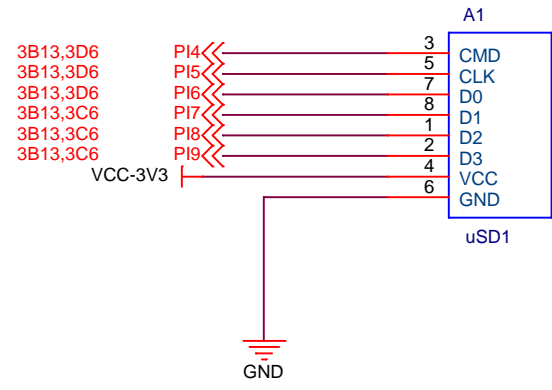 A1
3B13,3D6 PI4 3 CMD
3B13,3D6 PI5 5 CLK
3B13,3D6 PI6 7 D0
3B13,3C6 PI7 8 D1
3B13,3C6 PI8 1 D2
3B13,3C6 PI9 2 D3
VCC-3V3 4 VCC
6 GND
uSD1
GND